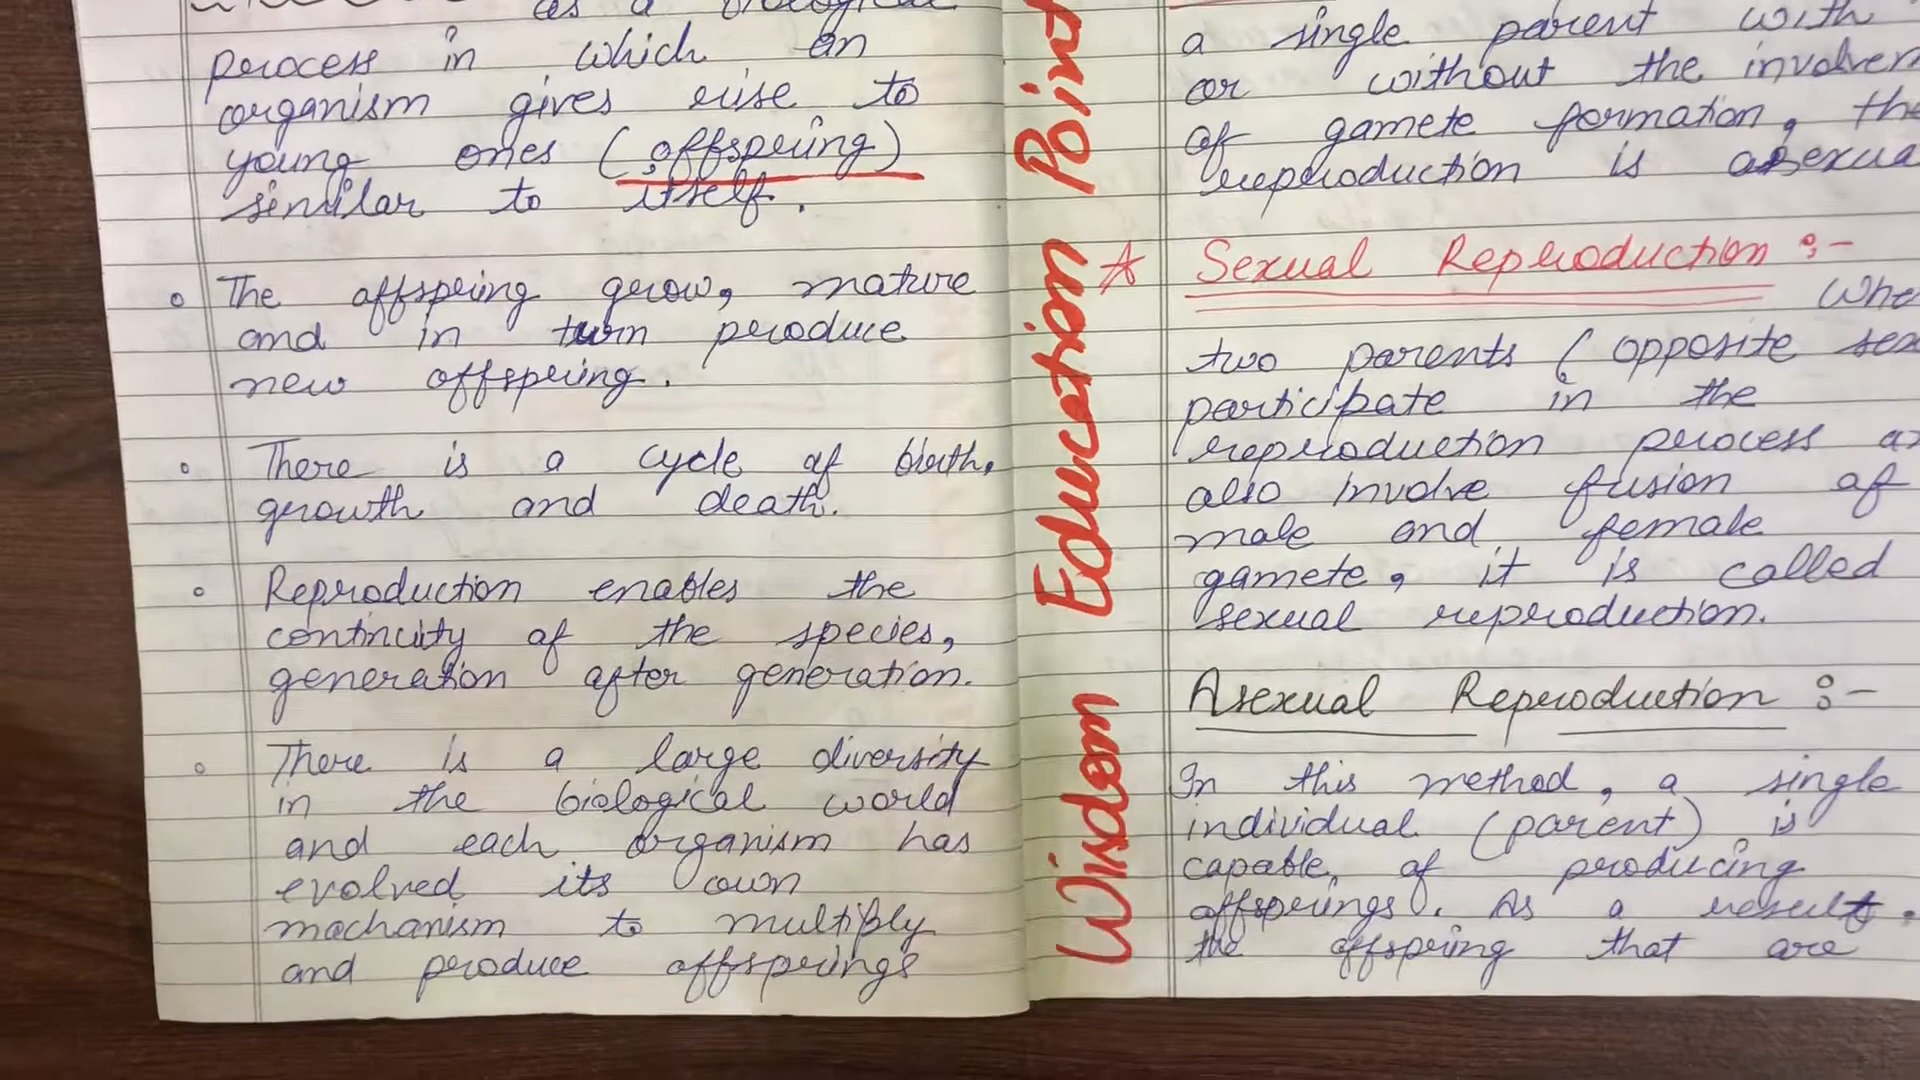 as a biological
process in which an
organism gives rise to
young ones (offspring)
similar to itself.
The offspring grow, mature
and in turn produce
new offspring.
There is a cycle of birth,
growth and death.
Reproduction enables the
continuity of the species,
generation after generation.
There is a large diversity
in the biological world
and each organism has
evolved its own
mechanism to multiply
and produce offsprings
Wisdom Education Point
a single parent with
or without the
of gamete formation, the
reproduction is
Sexual Reproduction :-
two parents (opposite
participate in the
reproduction process
also involve fusion of
male and female
gamete, it is called
sexual reproduction.
Asexual Reproduction :-
In this method, a single
individual (parent) is
capable of producing
offsprings. As a result,
the offspring that are